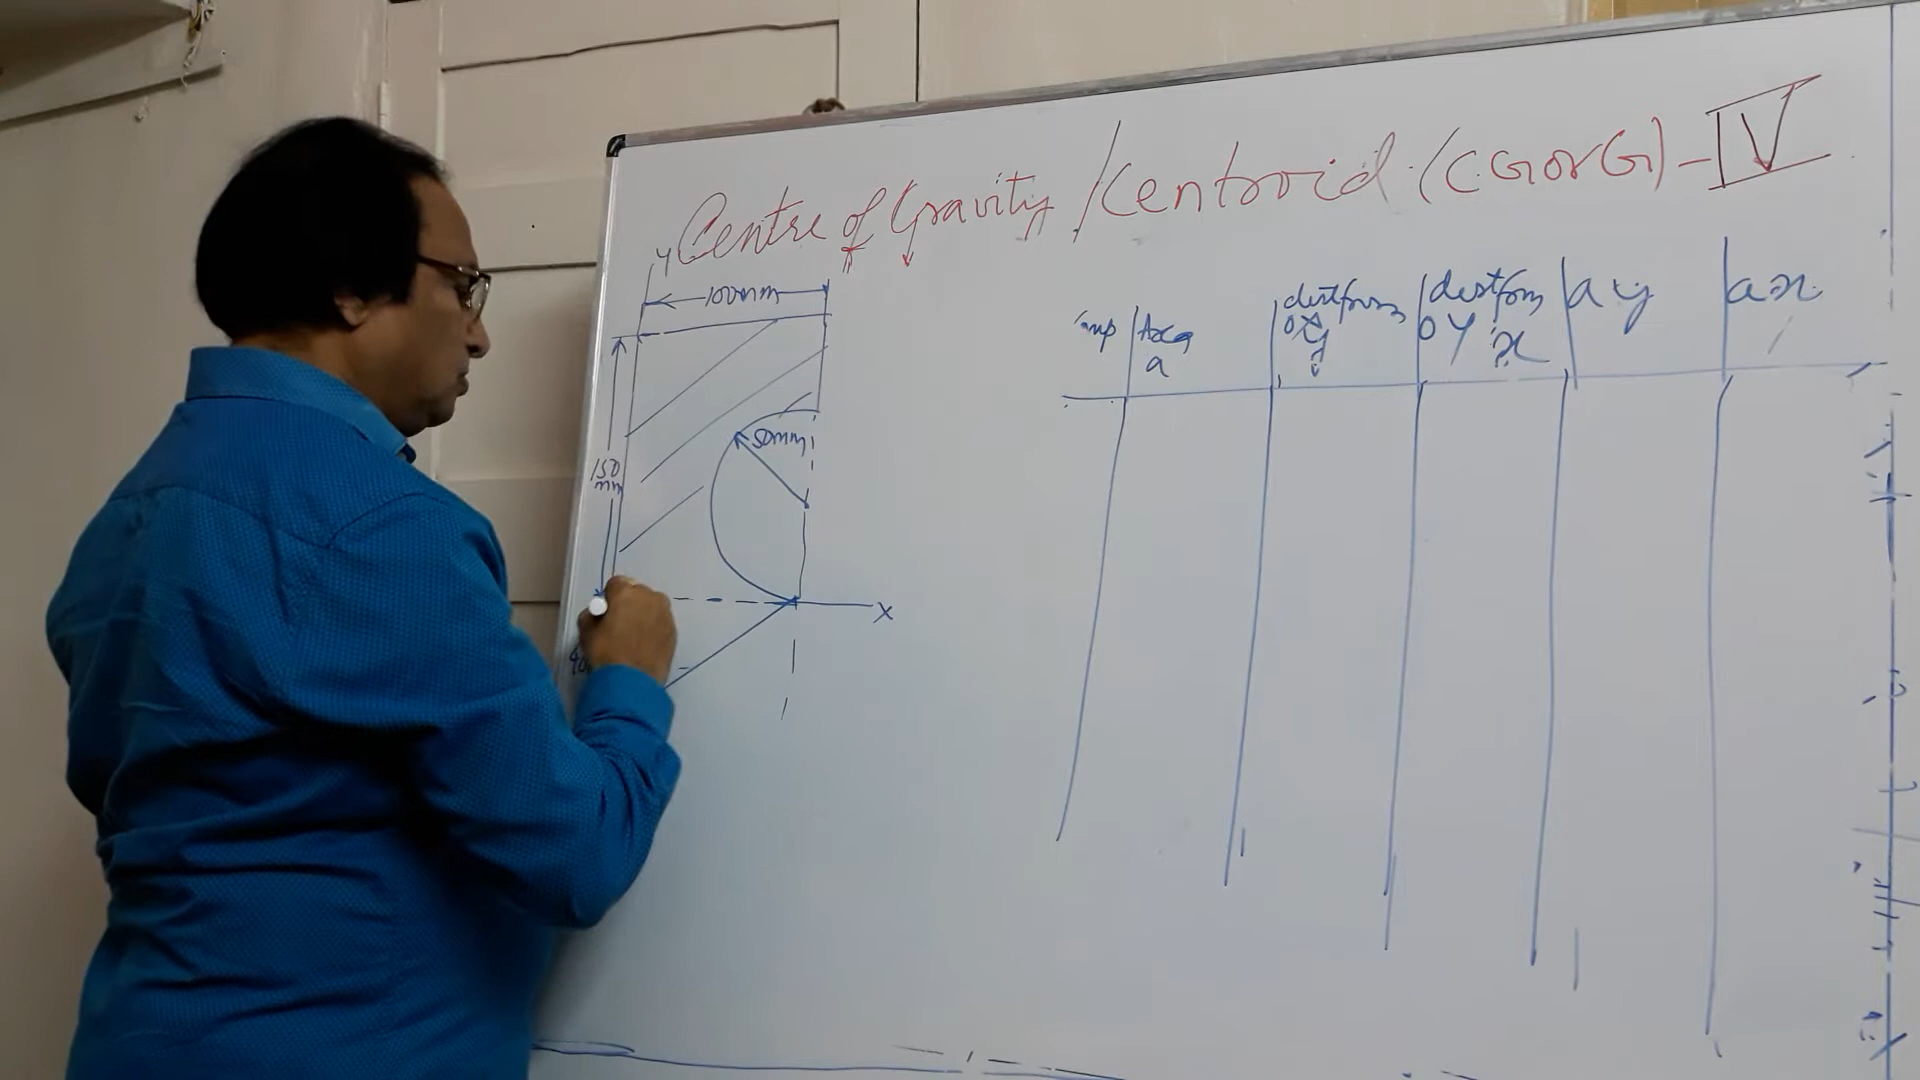 Centre of Gravity / Centroid (C.G or G) - IV
Y
100mm
50mm
150
mm
X
Area
a
dist from
OX
y
dist from
OY x
ay
ax